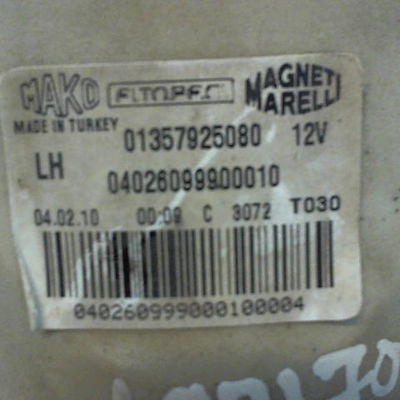 MAKO MAGNETI MARELLI
MADE IN TURKEY
01357925080 12V
LH
04026099900010
04.02.10 00:09 C 3072 T030
040260999000100004